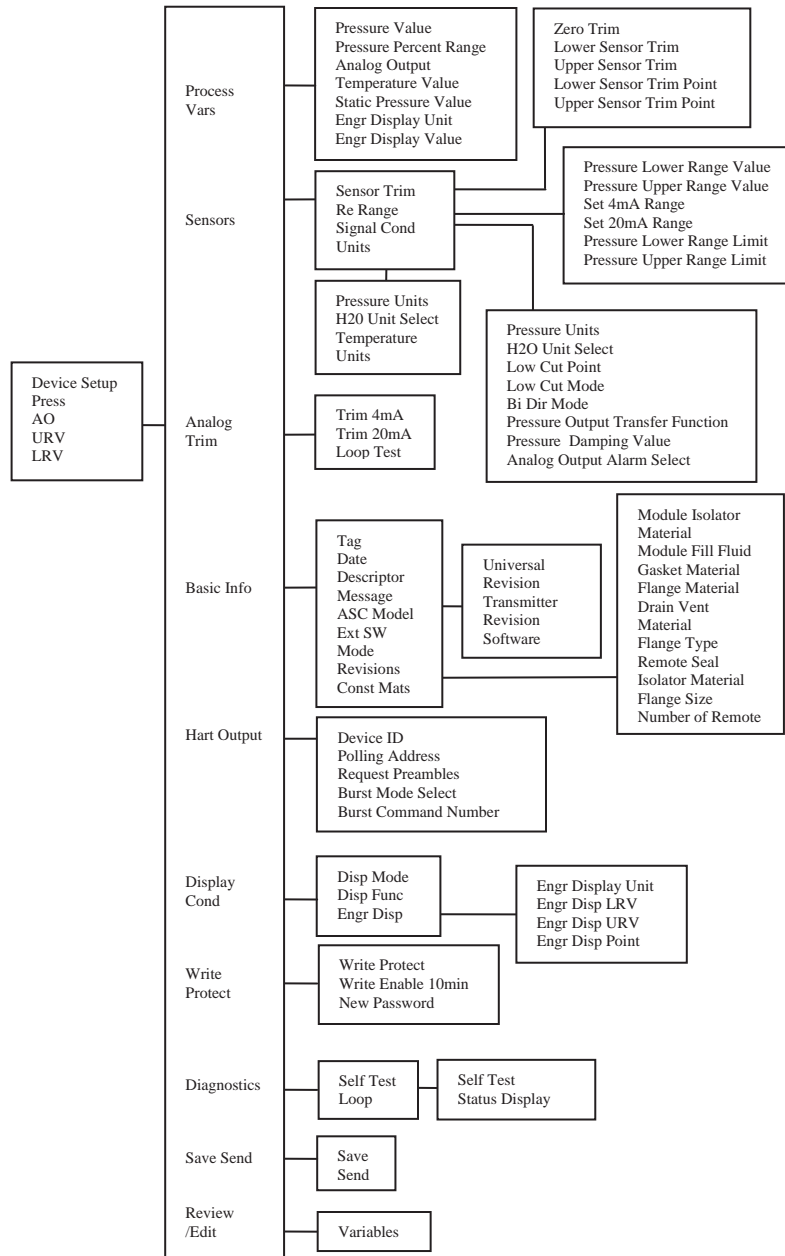 Device Setup
Press
AO
URV
LRV
Process
Vars
Pressure Value
Pressure Percent Range
Analog Output
Temperature Value
Static Pressure Value
Engr Display Unit
Engr Display Value
Sensors
Sensor Trim
Re Range
Signal Cond
Units
Zero Trim
Lower Sensor Trim
Upper Sensor Trim
Lower Sensor Trim Point
Upper Sensor Trim Point
Pressure Lower Range Value
Pressure Upper Range Value
Set 4mA Range
Set 20mA Range
Pressure Lower Range Limit
Pressure Upper Range Limit
Pressure Units
H2O Unit Select
Low Cut Point
Low Cut Mode
Bi Dir Mode
Pressure Output Transfer Function
Pressure Damping Value
Analog Output Alarm Select
Pressure Units
H20 Unit Select
Temperature
Units
Analog
Trim
Trim 4mA
Trim 20mA
Loop Test
Basic Info
Tag
Date
Descriptor
Message
ASC Model
Ext SW
Mode
Revisions
Const Mats
Universal
Revision
Transmitter
Revision
Software
Module Isolator
Material
Module Fill Fluid
Gasket Material
Flange Material
Drain Vent
Material
Flange Type
Remote Seal
Isolator Material
Flange Size
Number of Remote
Hart Output
Device ID
Polling Address
Request Preambles
Burst Mode Select
Burst Command Number
Display
Cond
Disp Mode
Disp Func
Engr Disp
Engr Display Unit
Engr Disp LRV
Engr Disp URV
Engr Disp Point
Write
Protect
Write Protect
Write Enable 10min
New Password
Diagnostics
Self Test
Loop
Self Test
Status Display
Save Send
Save
Send
Review
/Edit
Variables